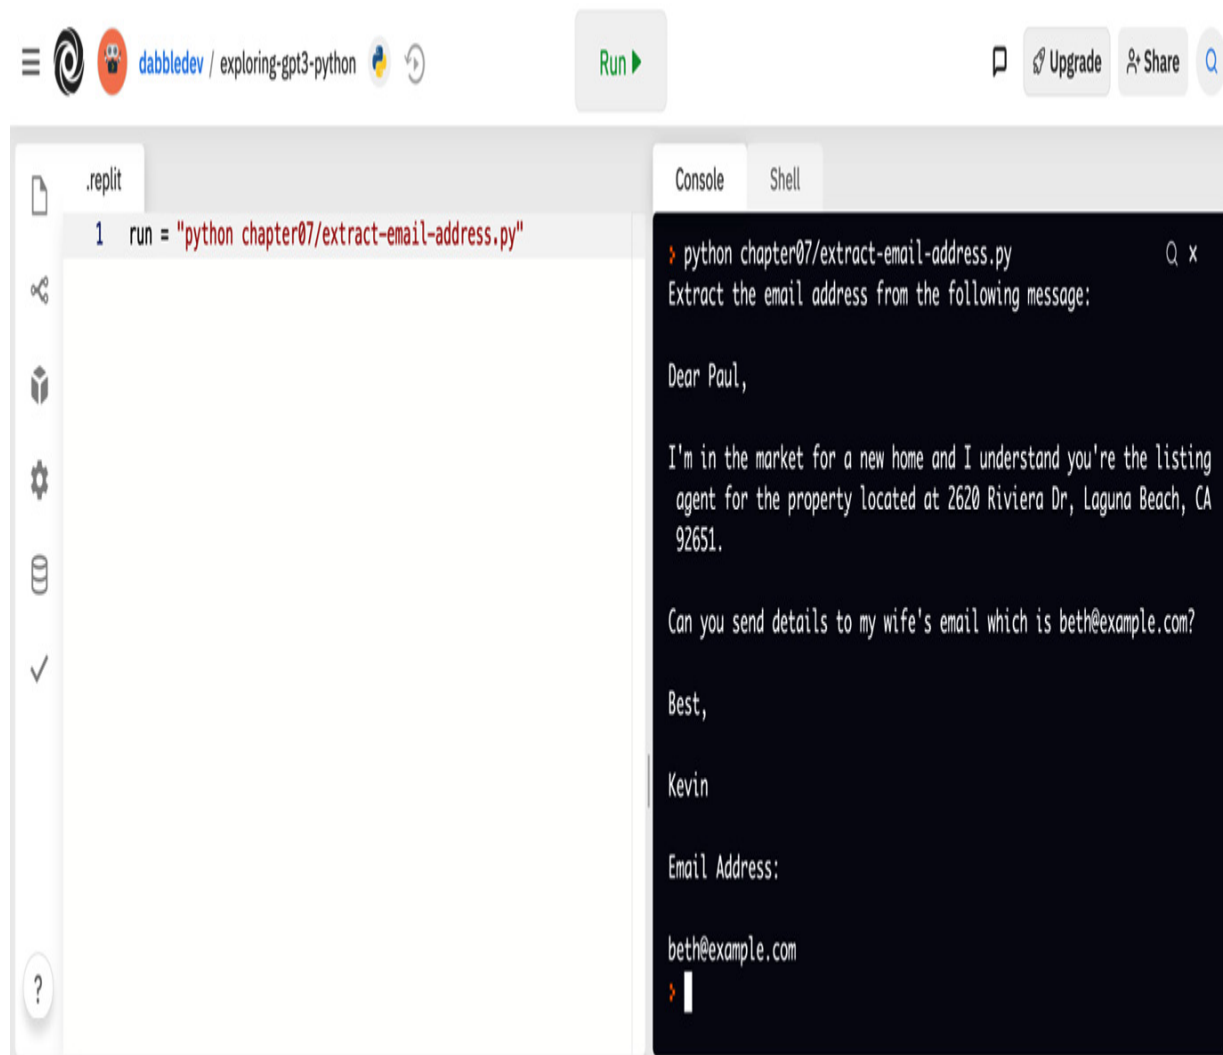 dabbledev / exploring-gpt3-python
Run
Upgrade
Share
.replit
1 run = "python chapter07/extract-email-address.py"
Console
Shell
python chapter07/extract-email-address.py
Extract the email address from the following message:
Dear Paul,
I'm in the market for a new home and I understand you're the listing
agent for the property located at 2620 Riviera Dr, Laguna Beach, CA
92651.
Can you send details to my wife's email which is beth@example.com?
Best,
Kevin
Email Address:
beth@example.com
?